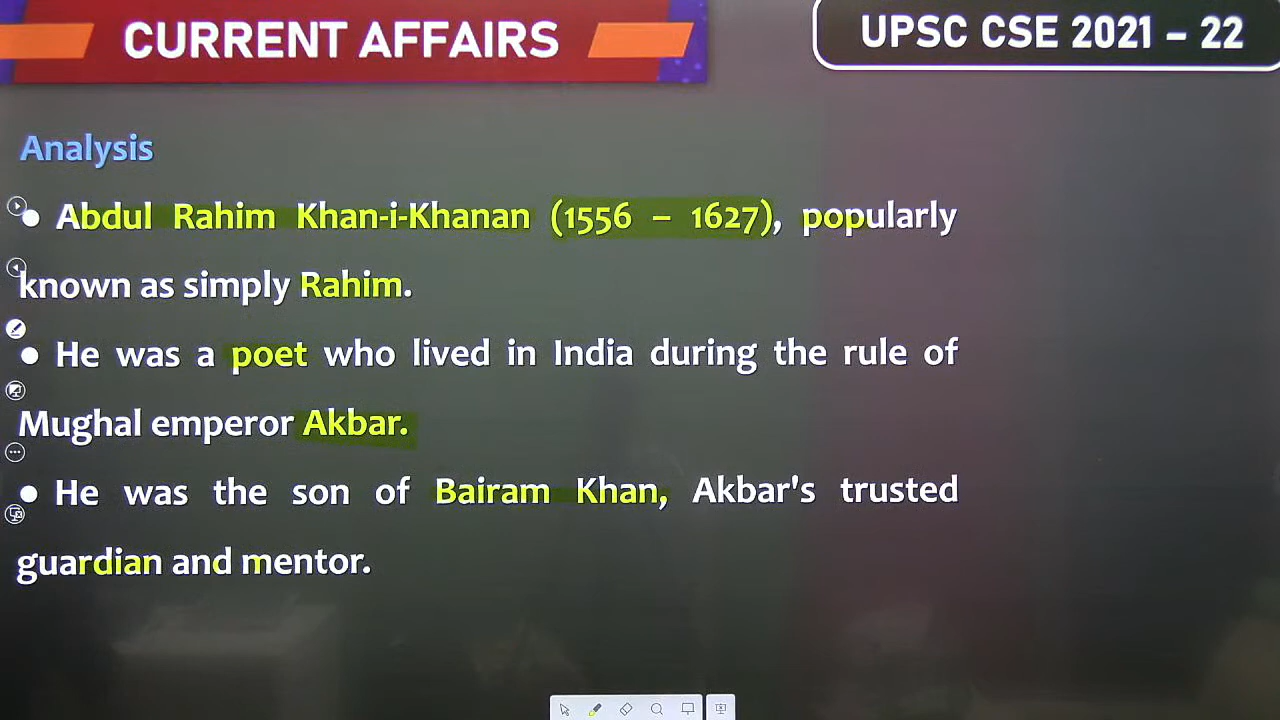 CURRENT AFFAIRS
UPSC CSE 2021 – 22
Analysis
● Abdul Rahim Khan-i-Khanan (1556 – 1627), popularly
known as simply Rahim.
● He was a poet who lived in India during the rule of
Mughal emperor Akbar.
● He was the son of Bairam Khan, Akbar's trusted
guardian and mentor.